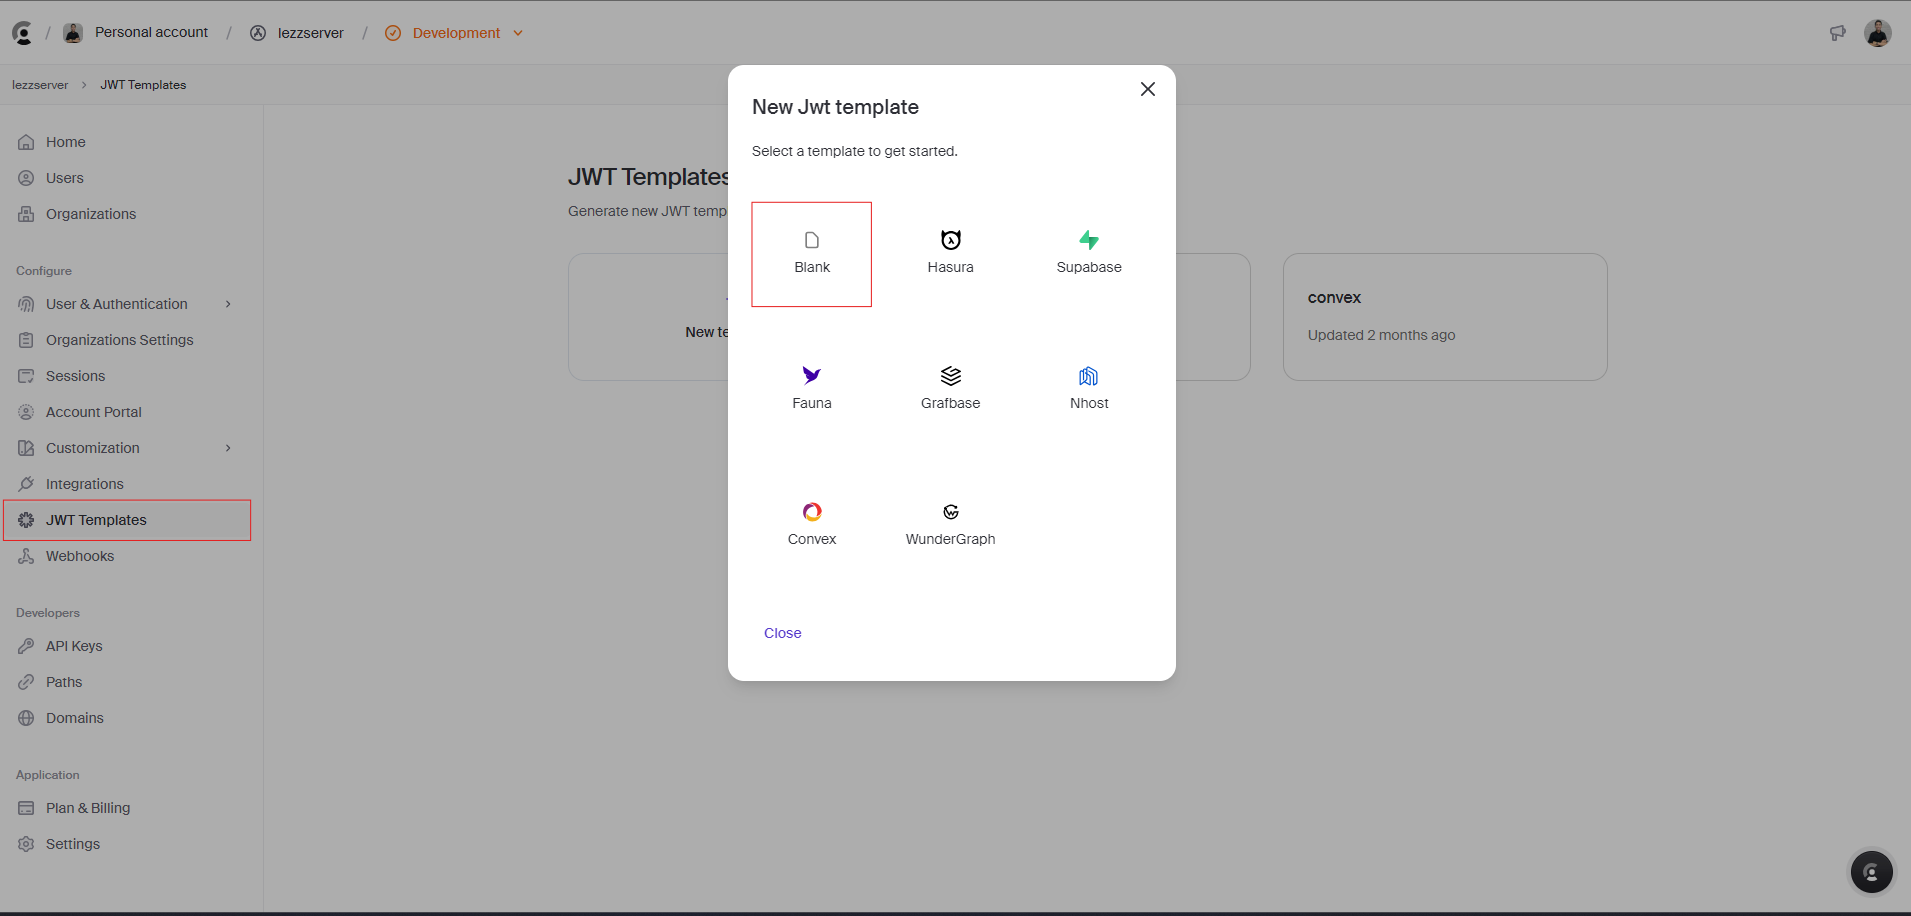 / Personal account / lezzserver / Development
lezzserver > JWT Templates
Home
Users
Organizations
Configure
User & Authentication
Organizations Settings
Sessions
Account Portal
Customization
Integrations
JWT Templates
Webhooks
Developers
API Keys
Paths
Domains
Application
Plan & Billing
Settings
JWT Templates
Generate new JWT temp
New te
convex
Updated 2 months ago
New Jwt template
Select a template to get started.
Blank
Hasura
Supabase
Fauna
Grafbase
Nhost
Convex
WunderGraph
Close